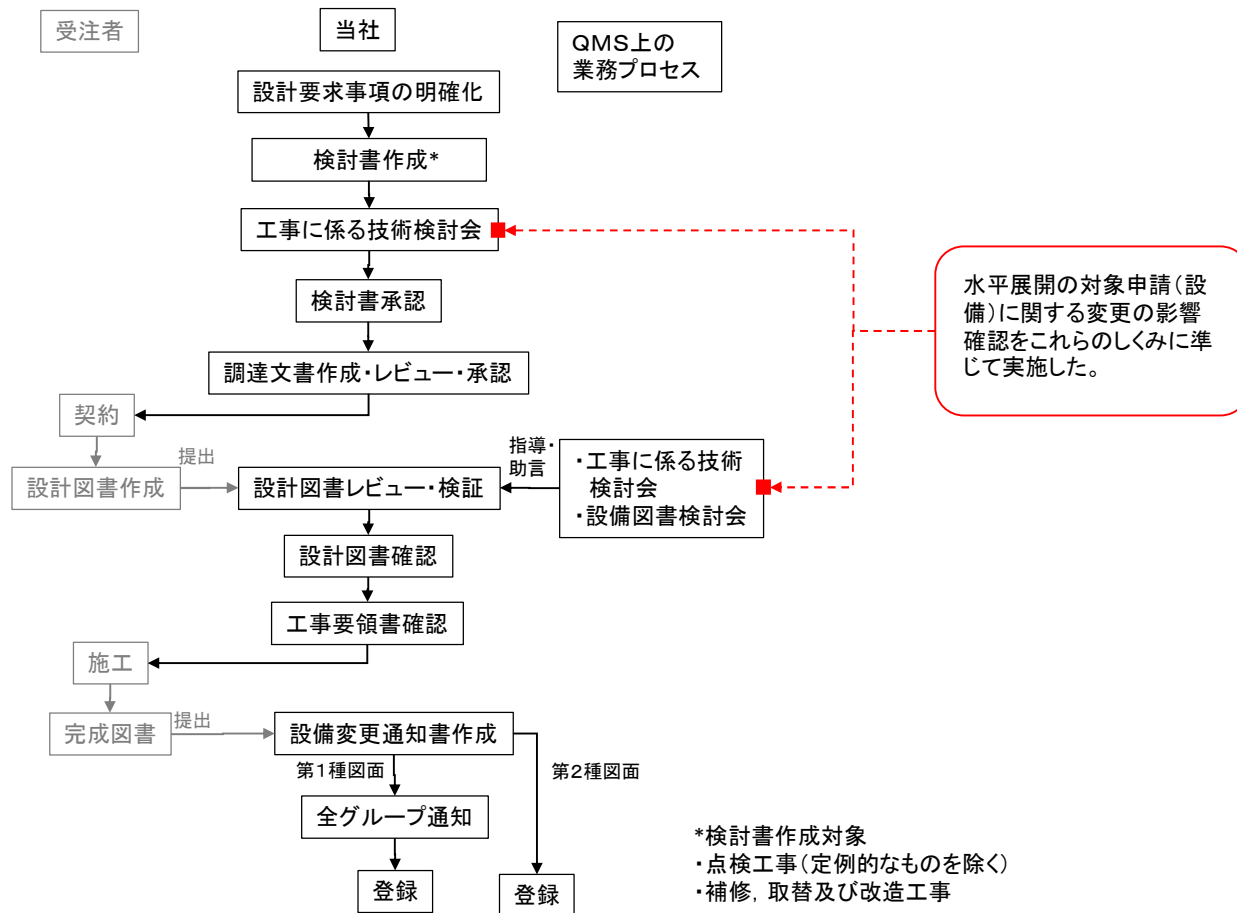 受注者
当社
QMS上の
業務プロセス
設計要求事項の明確化
検討書作成*
工事に係る技術検討会
水平展開の対象申請(設
備)に関する変更の影響
確認をこれらのしくみに準
じて実施した。
検討書承認
調達文書作成・レビュー・承認
契約
設計図書作成
提出
設計図書レビュー・検証
指導・
助言
・工事に係る技術
検討会
・設備図書検討会
設計図書確認
工事要領書確認
施工
完成図書
提出
設備変更通知書作成
第1種図面
第2種図面
全グループ通知
登録
登録
*検討書作成対象
・点検工事(定例的なものを除く)
・補修, 取替及び改造工事